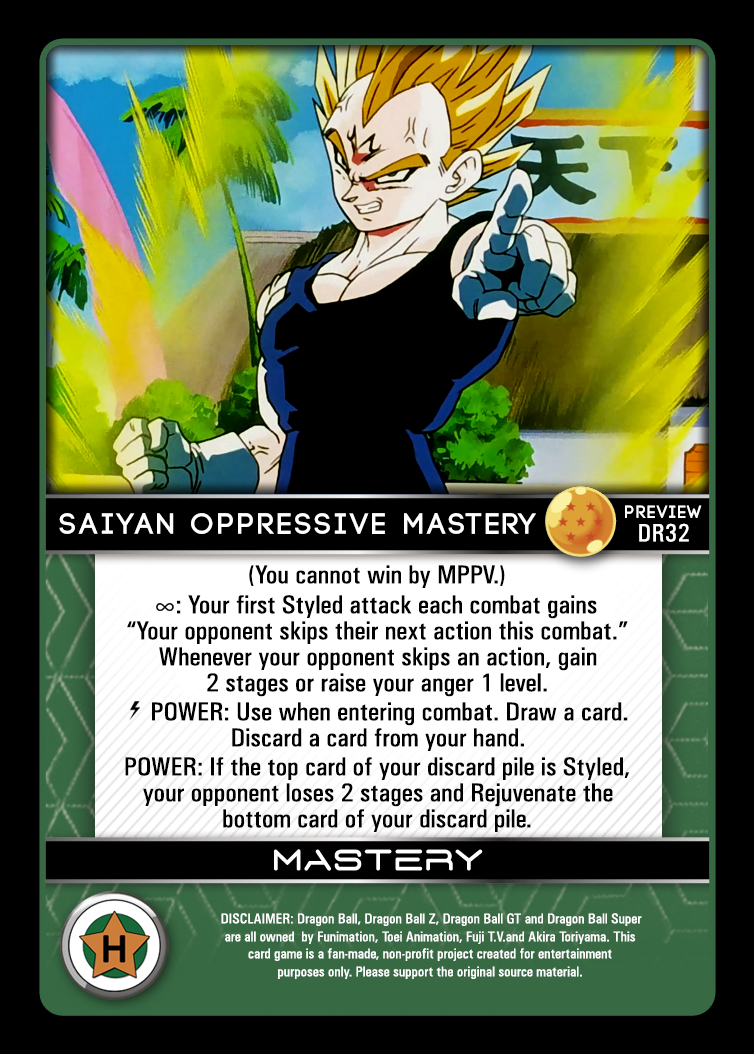 天下
SAIYAN OPPRESSIVE MASTERY
PREVIEW
DR32
(You cannot win by MPPV.)
∞: Your first Styled attack each combat gains
“Your opponent skips their next action this combat.”
Whenever your opponent skips an action, gain
2 stages or raise your anger 1 level.
POWER: Use when entering combat. Draw a card.
Discard a card from your hand.
POWER: If the top card of your discard pile is Styled,
your opponent loses 2 stages and Rejuvenate the
bottom card of your discard pile.
MASTERY
H
DISCLAIMER: Dragon Ball, Dragon Ball Z, Dragon Ball GT and Dragon Ball Super
are all owned by Funimation, Toei Animation, Fuji T.V.and Akira Toriyama. This
card game is a fan-made, non-profit project created for entertainment
purposes only. Please support the original source material.